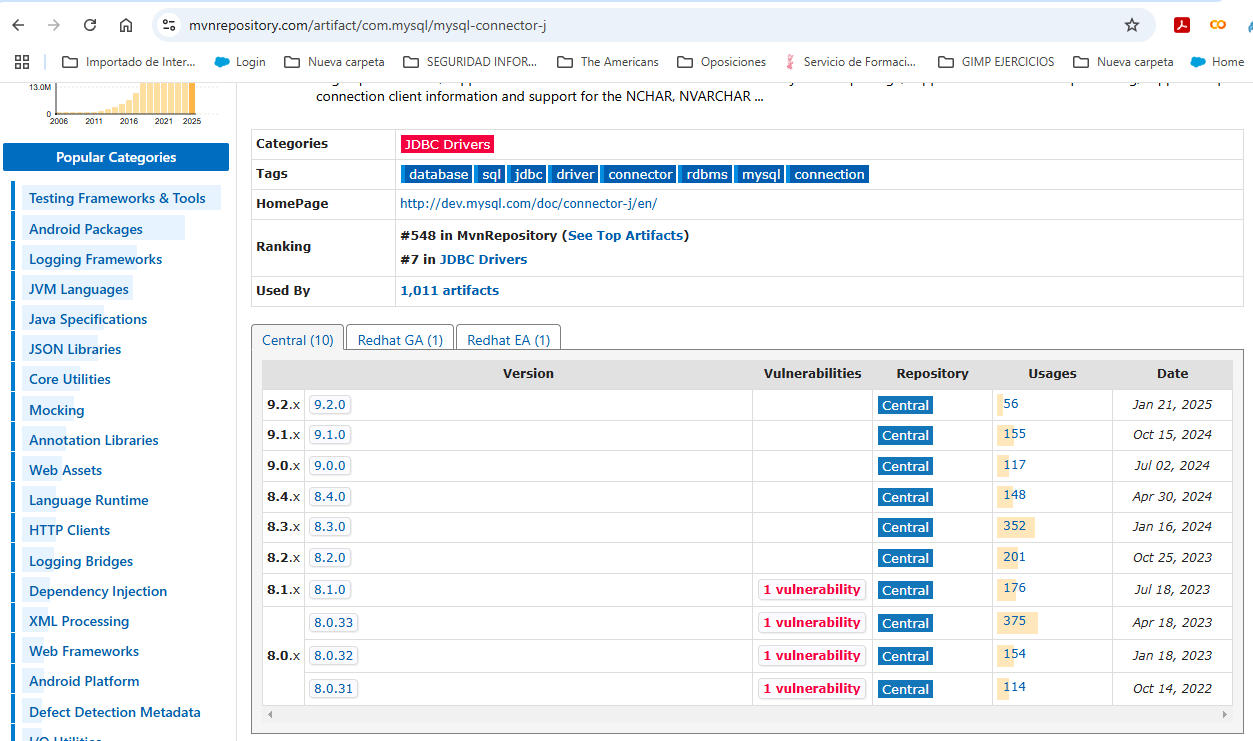 mvnrepository.com/artifact/com.mysql/mysql-connector-j
Importado de Inter... Login Nueva carpeta SEGURIDAD INFOR... The Americans Oposiciones Servicio de Formaci... GIMP EJERCICIOS Nueva carpeta Home
13.0M
0
2006 2011 2016 2021 2025
Popular Categories
Testing Frameworks & Tools
Android Packages
Logging Frameworks
JVM Languages
Java Specifications
JSON Libraries
Core Utilities
Mocking
Annotation Libraries
Web Assets
Language Runtime
HTTP Clients
Logging Bridges
Dependency Injection
XML Processing
Web Frameworks
Android Platform
Defect Detection Metadata
I/O Utilities
connection client information and support for the NCHAR, NVARCHAR ...
Categories JDBC Drivers
Tags database sql jdbc driver connector rdbms mysql connection
HomePage http://dev.mysql.com/doc/connector-j/en/
Ranking #548 in MvnRepository (See Top Artifacts)
#7 in JDBC Drivers
Used By 1,011 artifacts
Central (10) Redhat GA (1) Redhat EA (1)
Version Vulnerabilities Repository Usages Date
9.2.x 9.2.0 Central 56 Jan 21, 2025
9.1.x 9.1.0 Central 155 Oct 15, 2024
9.0.x 9.0.0 Central 117 Jul 02, 2024
8.4.x 8.4.0 Central 148 Apr 30, 2024
8.3.x 8.3.0 Central 352 Jan 16, 2024
8.2.x 8.2.0 Central 201 Oct 25, 2023
8.1.x 8.1.0 1 vulnerability Central 176 Jul 18, 2023
8.0.33 1 vulnerability Central 375 Apr 18, 2023
8.0.x 8.0.32 1 vulnerability Central 154 Jan 18, 2023
8.0.31 1 vulnerability Central 114 Oct 14, 2022